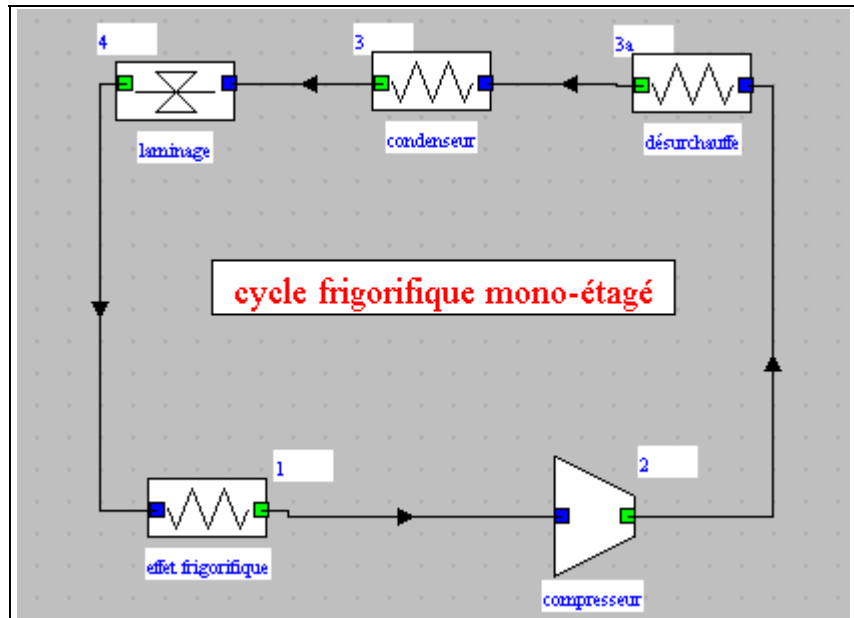 4
3
3a
laminage
condenseur
désurchauffe
cycle frigorifique mono-étagé
1
2
effet frigorifique
compresseur